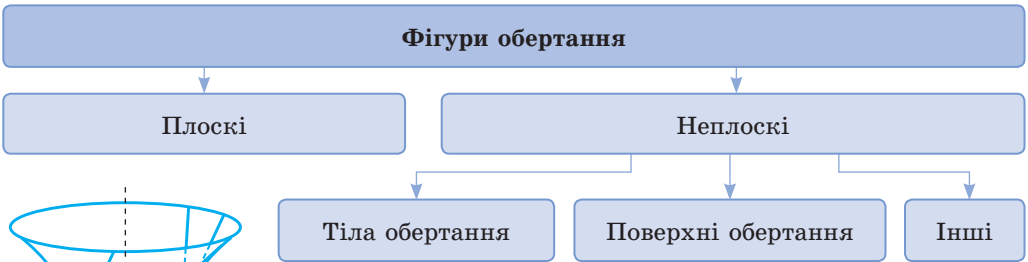 Фігури обертання
Плоскі
Неплоскі
Тіла обертання
Поверхні обертання
Інші